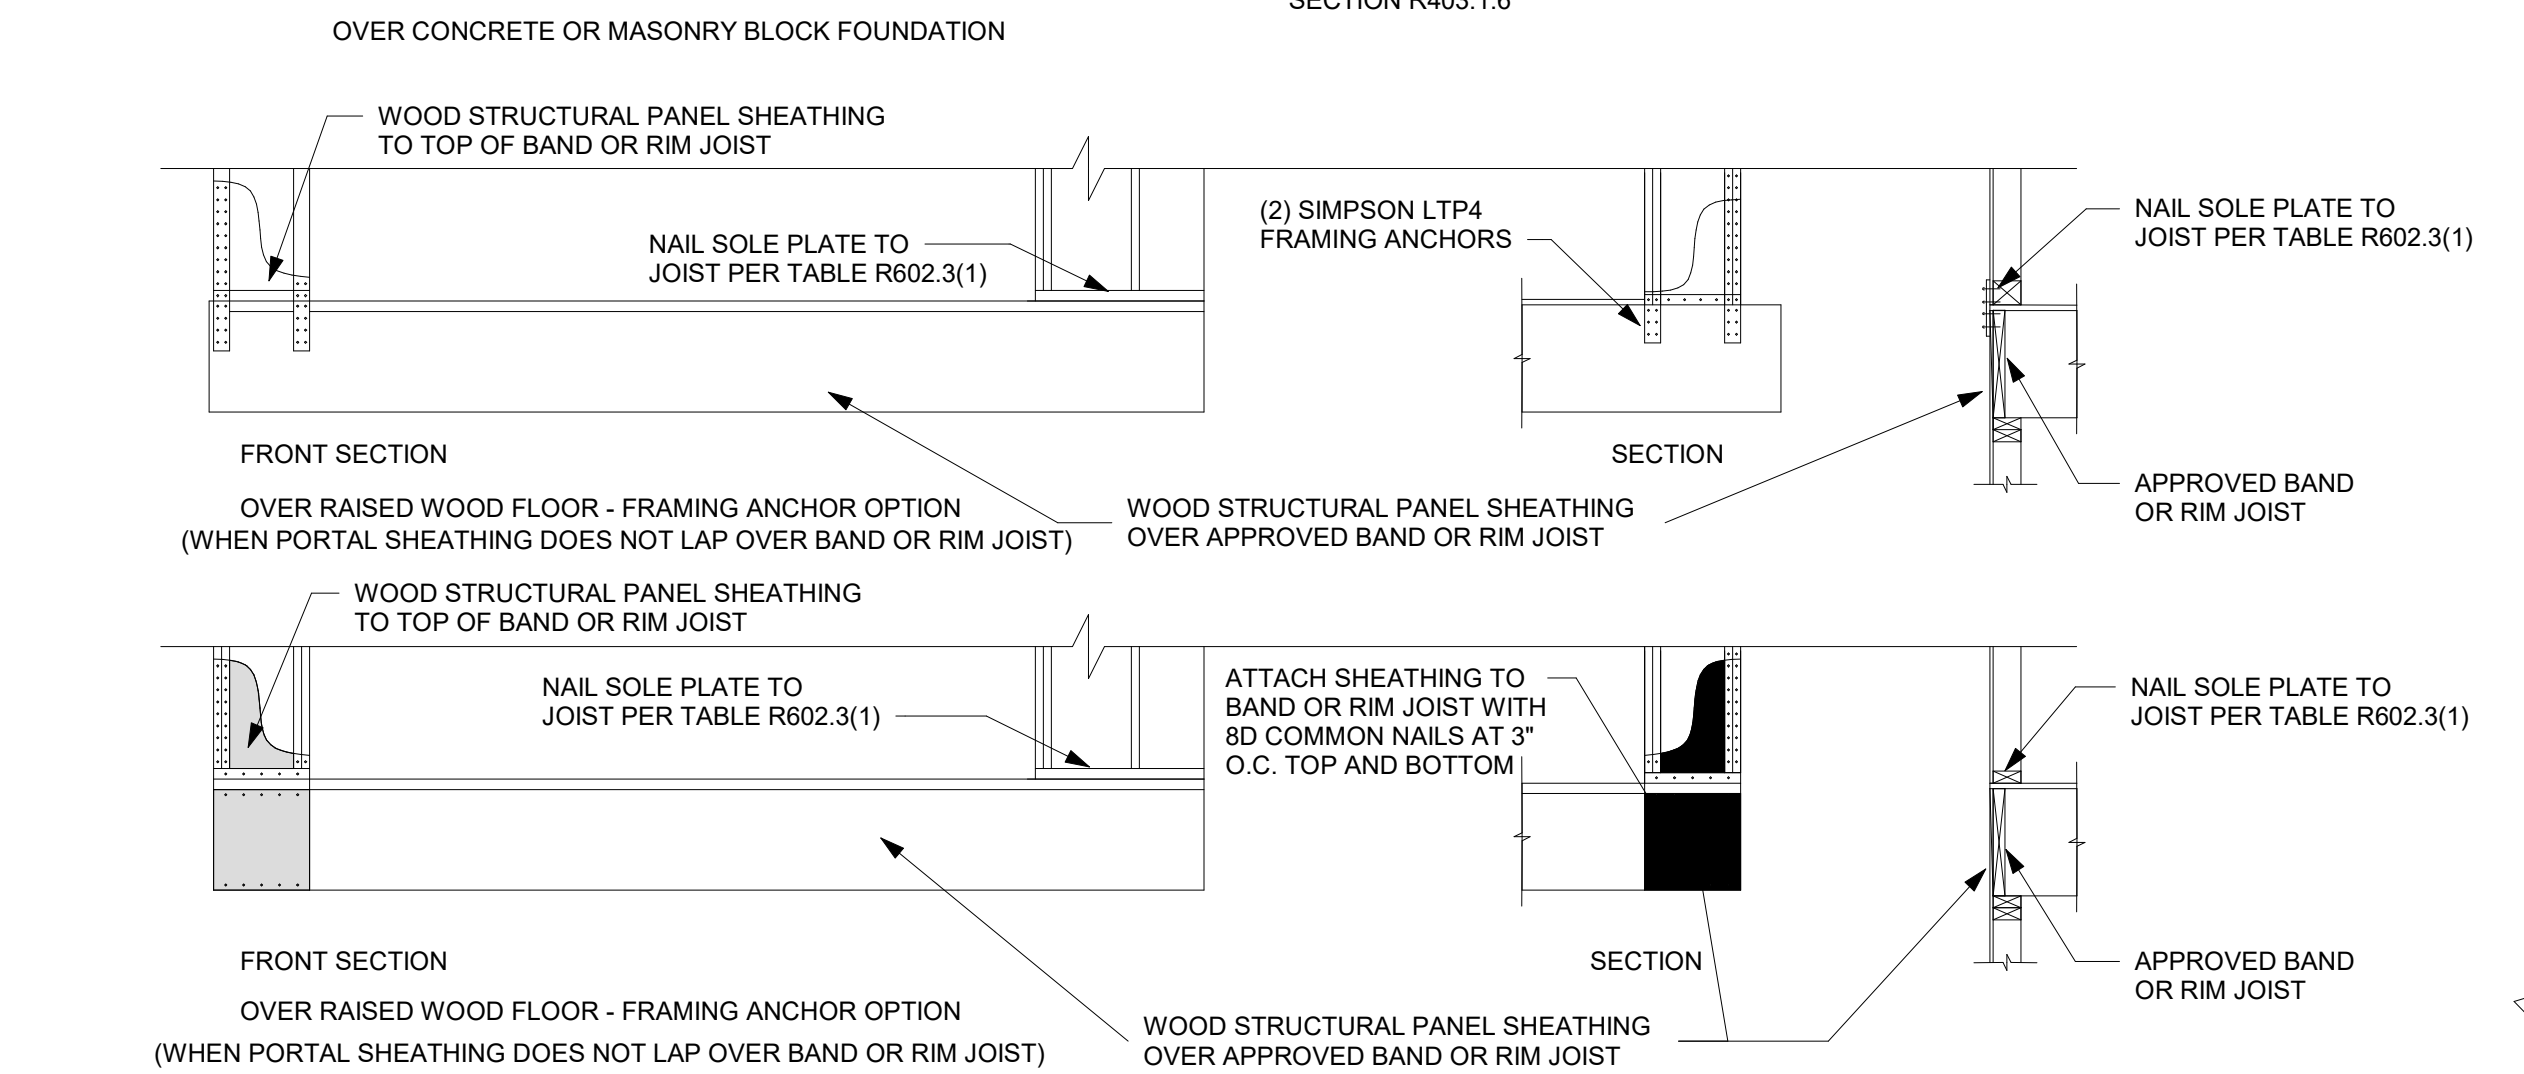 SECTION R403.1.6
OVER CONCRETE OR MASONRY BLOCK FOUNDATION
WOOD STRUCTURAL PANEL SHEATHING
TO TOP OF BAND OR RIM JOIST
NAIL SOLE PLATE TO
JOIST PER TABLE R602.3(1)
(2) SIMPSON LTP4
FRAMING ANCHORS
NAIL SOLE PLATE TO
JOIST PER TABLE R602.3(1)
FRONT SECTION
SECTION
OVER RAISED WOOD FLOOR - FRAMING ANCHOR OPTION
(WHEN PORTAL SHEATHING DOES NOT LAP OVER BAND OR RIM JOIST)
WOOD STRUCTURAL PANEL SHEATHING
OVER APPROVED BAND OR RIM JOIST
APPROVED BAND
OR RIM JOIST
WOOD STRUCTURAL PANEL SHEATHING
TO TOP OF BAND OR RIM JOIST
NAIL SOLE PLATE TO
JOIST PER TABLE R602.3(1)
ATTACH SHEATHING TO
BAND OR RIM JOIST WITH
8D COMMON NAILS AT 3"
O.C. TOP AND BOTTOM
NAIL SOLE PLATE TO
JOIST PER TABLE R602.3(1)
FRONT SECTION
SECTION
OVER RAISED WOOD FLOOR - FRAMING ANCHOR OPTION
(WHEN PORTAL SHEATHING DOES NOT LAP OVER BAND OR RIM JOIST)
WOOD STRUCTURAL PANEL SHEATHING
OVER APPROVED BAND OR RIM JOIST
APPROVED BAND
OR RIM JOIST